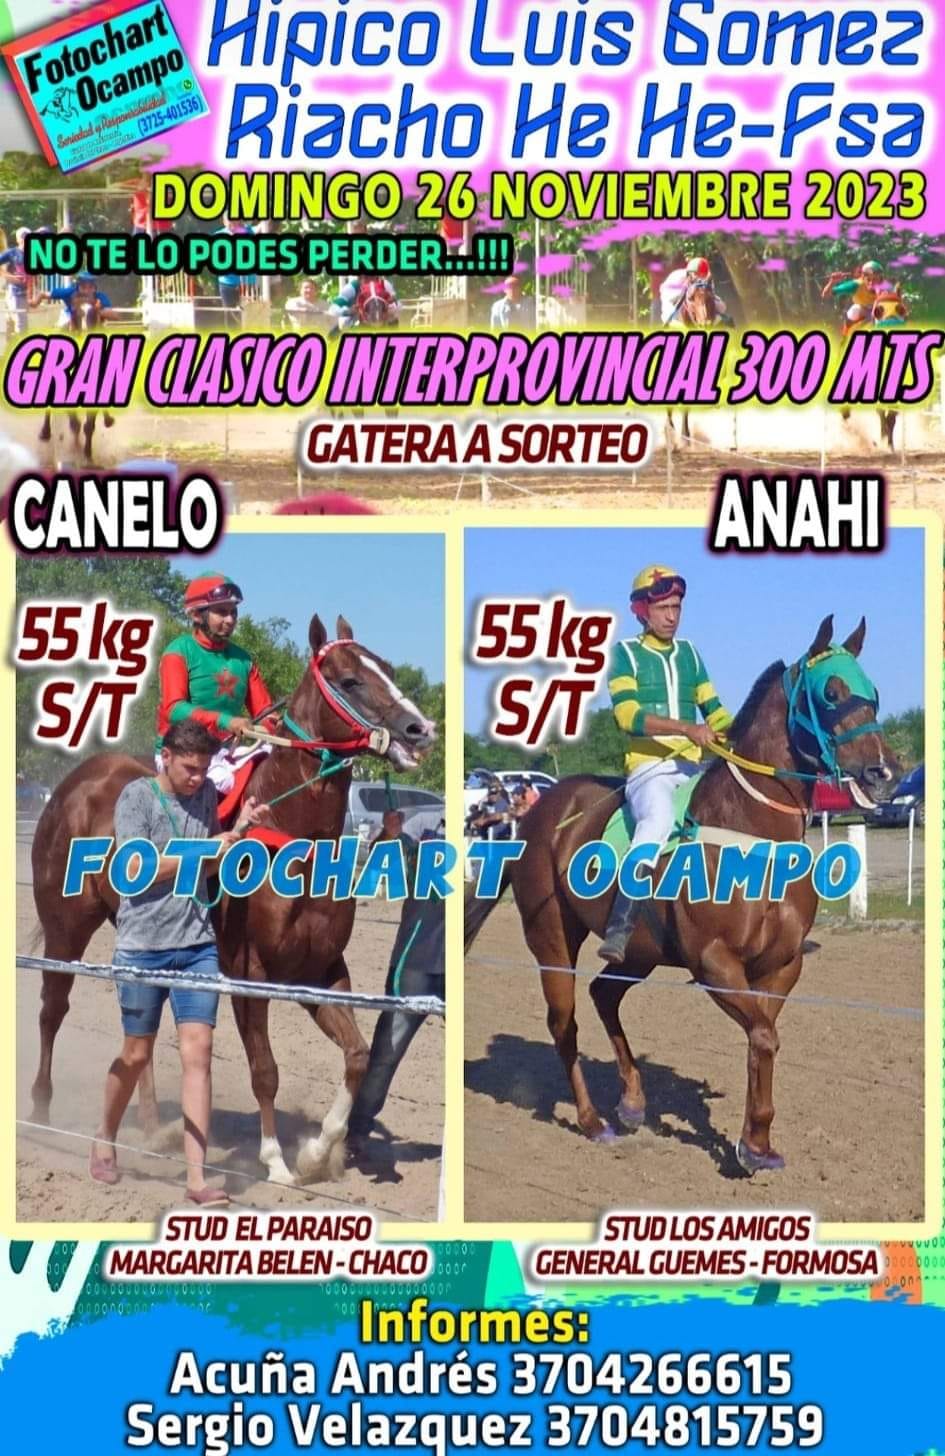 Fotochart
Ocampo
Seriedad y Responsabilidad
(3725-401536)
Hipico Luis Gomez
Riacho He He-Fsa
DOMINGO 26 NOVIEMBRE 2023
NO TE LO PODES PERDER...!!!
GRAN CLASICO INTERPROVINCIAL 300 MTS
GATERA A SORTEO
CANELO
ANAHI
55 kg
S/T
55 kg
S/T
FOTOCHART OCAMPO
STUD EL PARAISO
MARGARITA BELEN - CHACO
STUD LOS AMIGOS
GENERAL GUEMES - FORMOSA
Informes:
Acuña Andrés 3704266615
Sergio Velazquez 3704815759